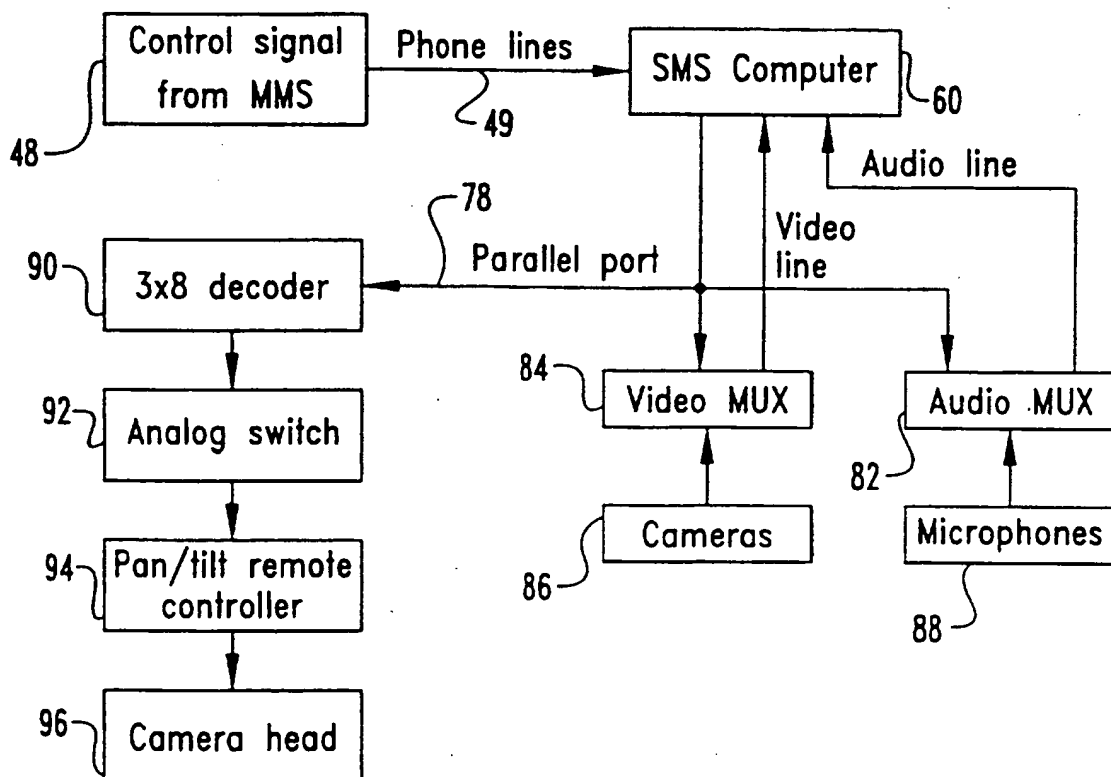 Control signal
from MMS
48
Phone lines
49
SMS Computer
60
Audio line
78
Video
line
Parallel port
90
3x8 decoder
84
Video MUX
Audio MUX
82
92
Analog switch
86
Cameras
Microphones
88
94
Pan/tilt remote
controller
96
Camera head